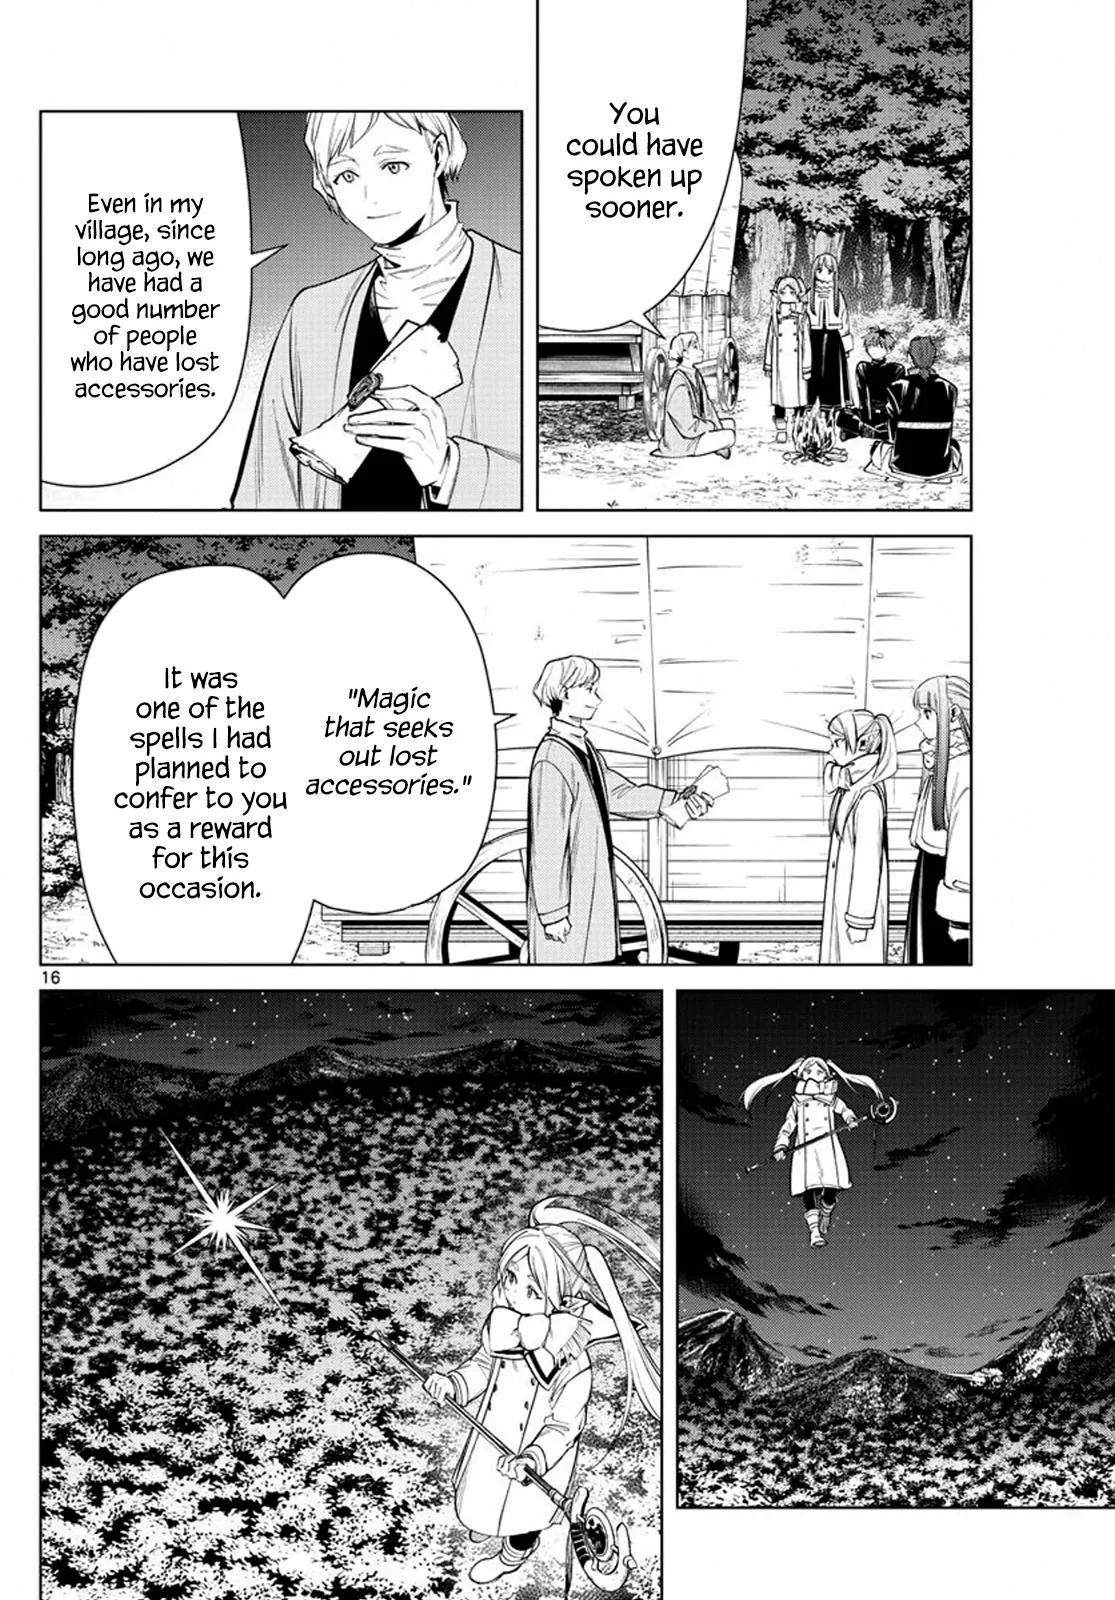 You
could have
spoken up
sooner.
Even in my
village, since
long ago, we
have had a
good number
of people
who have lost
accessories.
"Magic
that seeks
out lost
accessories."
It was
one of the
spells I had
planned to
confer to you
as a reward
for this
occasion.
16